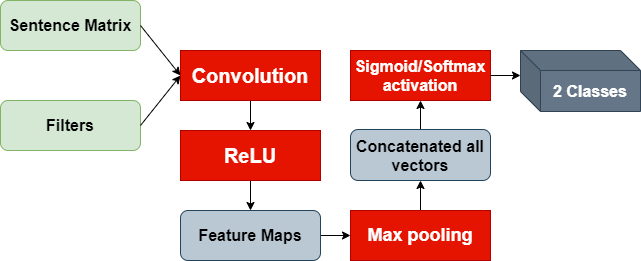 Sentence Matrix
Filters
Convolution
ReLU
Feature Maps
Max pooling
Concatenated all
vectors
Sigmoid/Softmax
activation
2 Classes